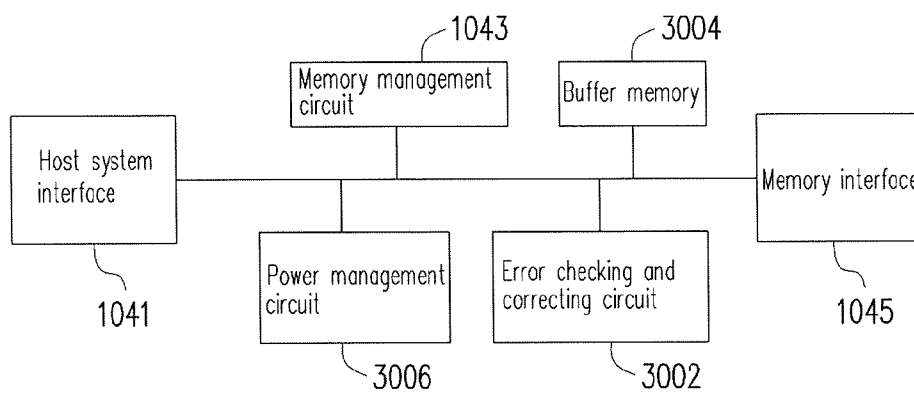 1043
3004
Memory management
circuit
Buffer memory
Host system
interface
Memory interface
Power management
circuit
Error checking and
correcting circuit
1041
1045
3006
3002